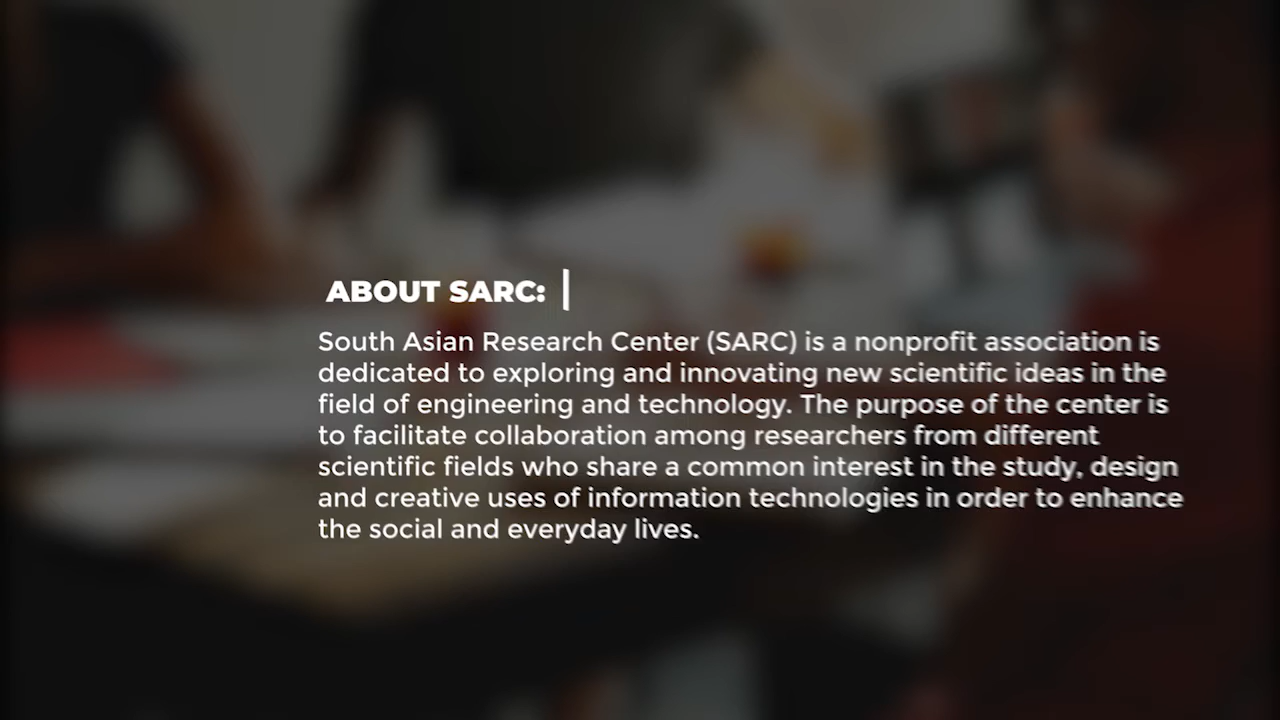 ABOUT SARC:
South Asian Research Center (SARC) is a nonprofit association is
dedicated to exploring and innovating new scientific ideas in the
field of engineering and technology. The purpose of the center is
to facilitate collaboration among researchers from different
scientific fields who share a common interest in the study, design
and creative uses of information technologies in order to enhance
the social and everyday lives.